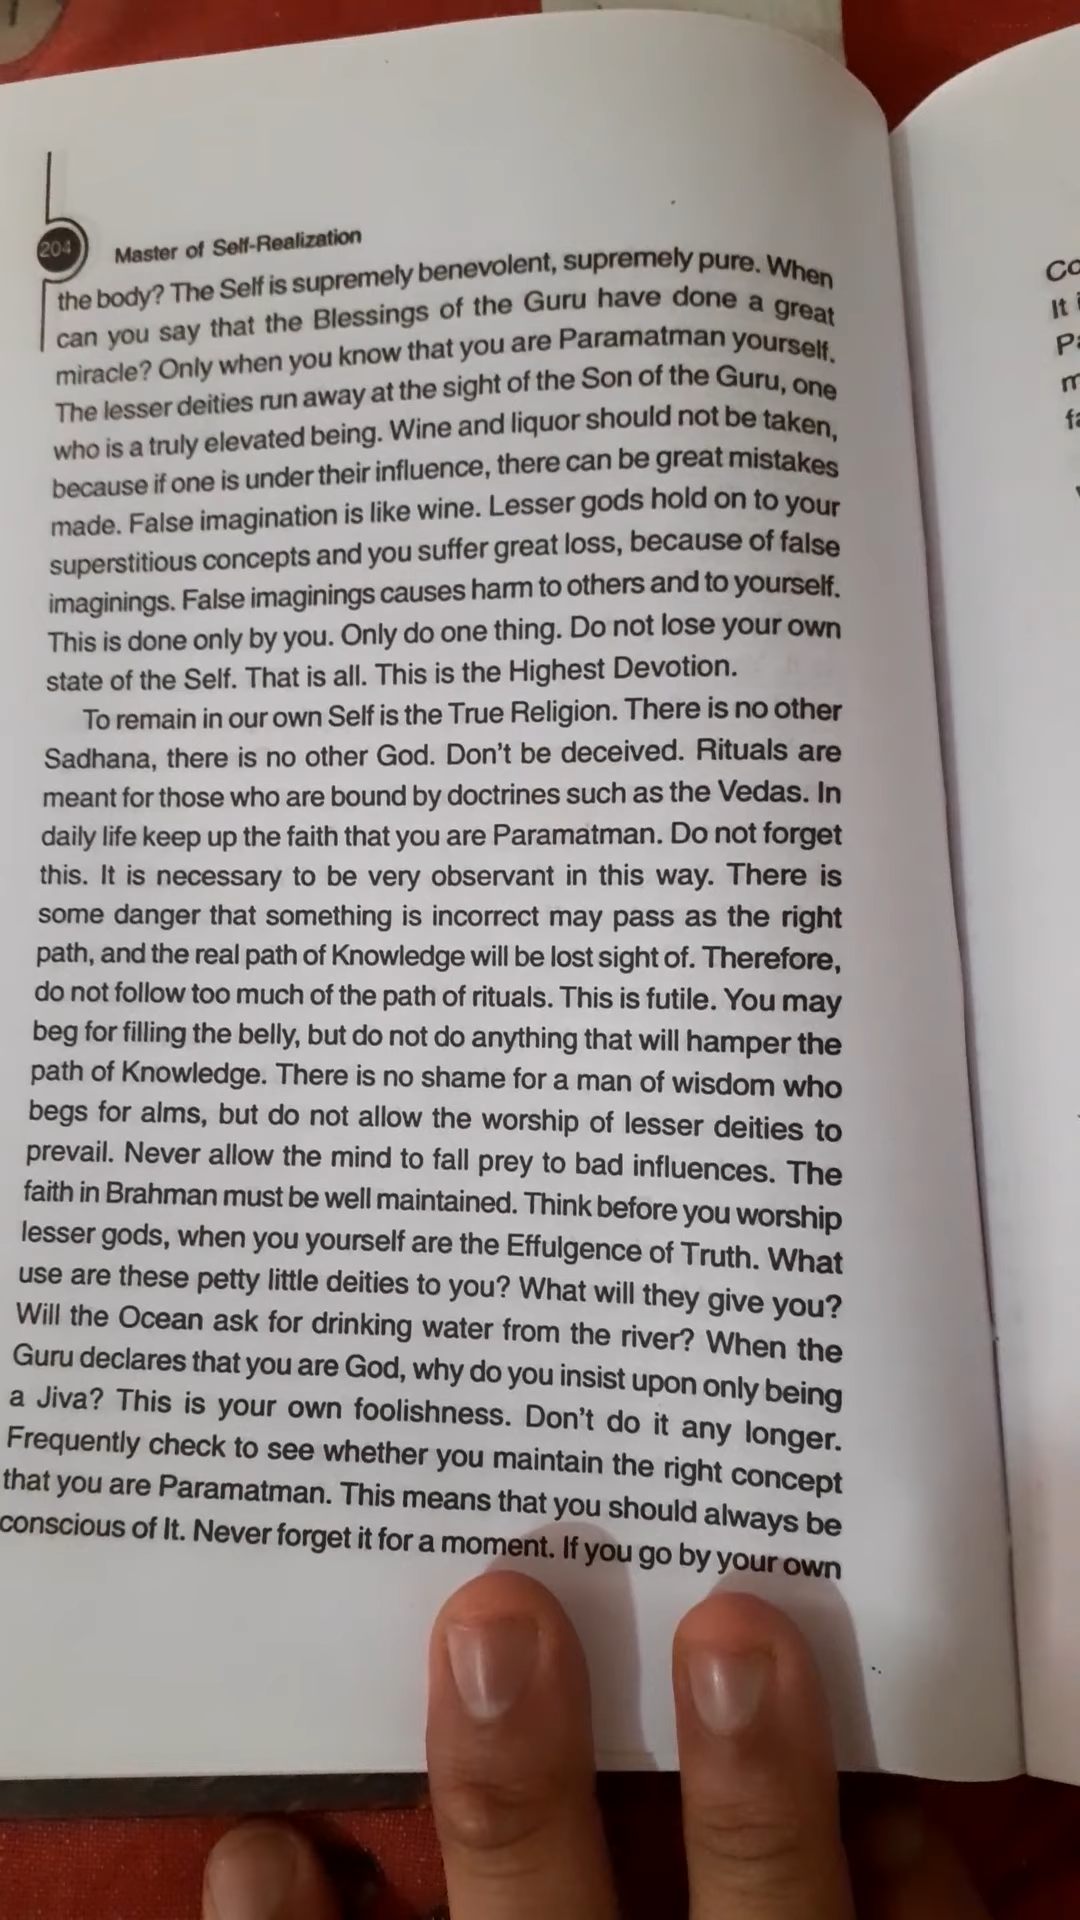 204
Master of Self-Realization
the body? The Self is supremely benevolent, supremely pure. When
can you say that the Blessings of the Guru have done a great
miracle? Only when you know that you are Paramatman yourself.
The lesser deities run away at the sight of the Son of the Guru, one
who is a truly elevated being. Wine and liquor should not be taken,
because if one is under their influence, there can be great mistakes
made. False imagination is like wine. Lesser gods hold on to your
superstitious concepts and you suffer great loss, because of false
imaginings. False imaginings causes harm to others and to yourself.
This is done only by you. Only do one thing. Do not lose your own
state of the Self. That is all. This is the Highest Devotion.
To remain in our own Self is the True Religion. There is no other
Sadhana, there is no other God. Don't be deceived. Rituals are
meant for those who are bound by doctrines such as the Vedas. In
daily life keep up the faith that you are Paramatman. Do not forget
this. It is necessary to be very observant in this way. There is
some danger that something is incorrect may pass as the right
path, and the real path of Knowledge will be lost sight of. Therefore,
do not follow too much of the path of rituals. This is futile. You may
beg for filling the belly, but do not do anything that will hamper the
path of Knowledge. There is no shame for a man of wisdom who
begs for alms, but do not allow the worship of lesser deities to
prevail. Never allow the mind to fall prey to bad influences. The
faith in Brahman must be well maintained. Think before you worship
lesser gods, when you yourself are the Effulgence of Truth. What
use are these petty little deities to you? What will they give you?
Will the Ocean ask for drinking water from the river? When the
Guru declares that you are God, why do you insist upon only being
a Jiva? This is your own foolishness. Don't do it any longer.
Frequently check to see whether you maintain the right concept
that you are Paramatman. This means that you should always be
conscious of It. Never forget it for a moment. If you go by your own
Co
It i